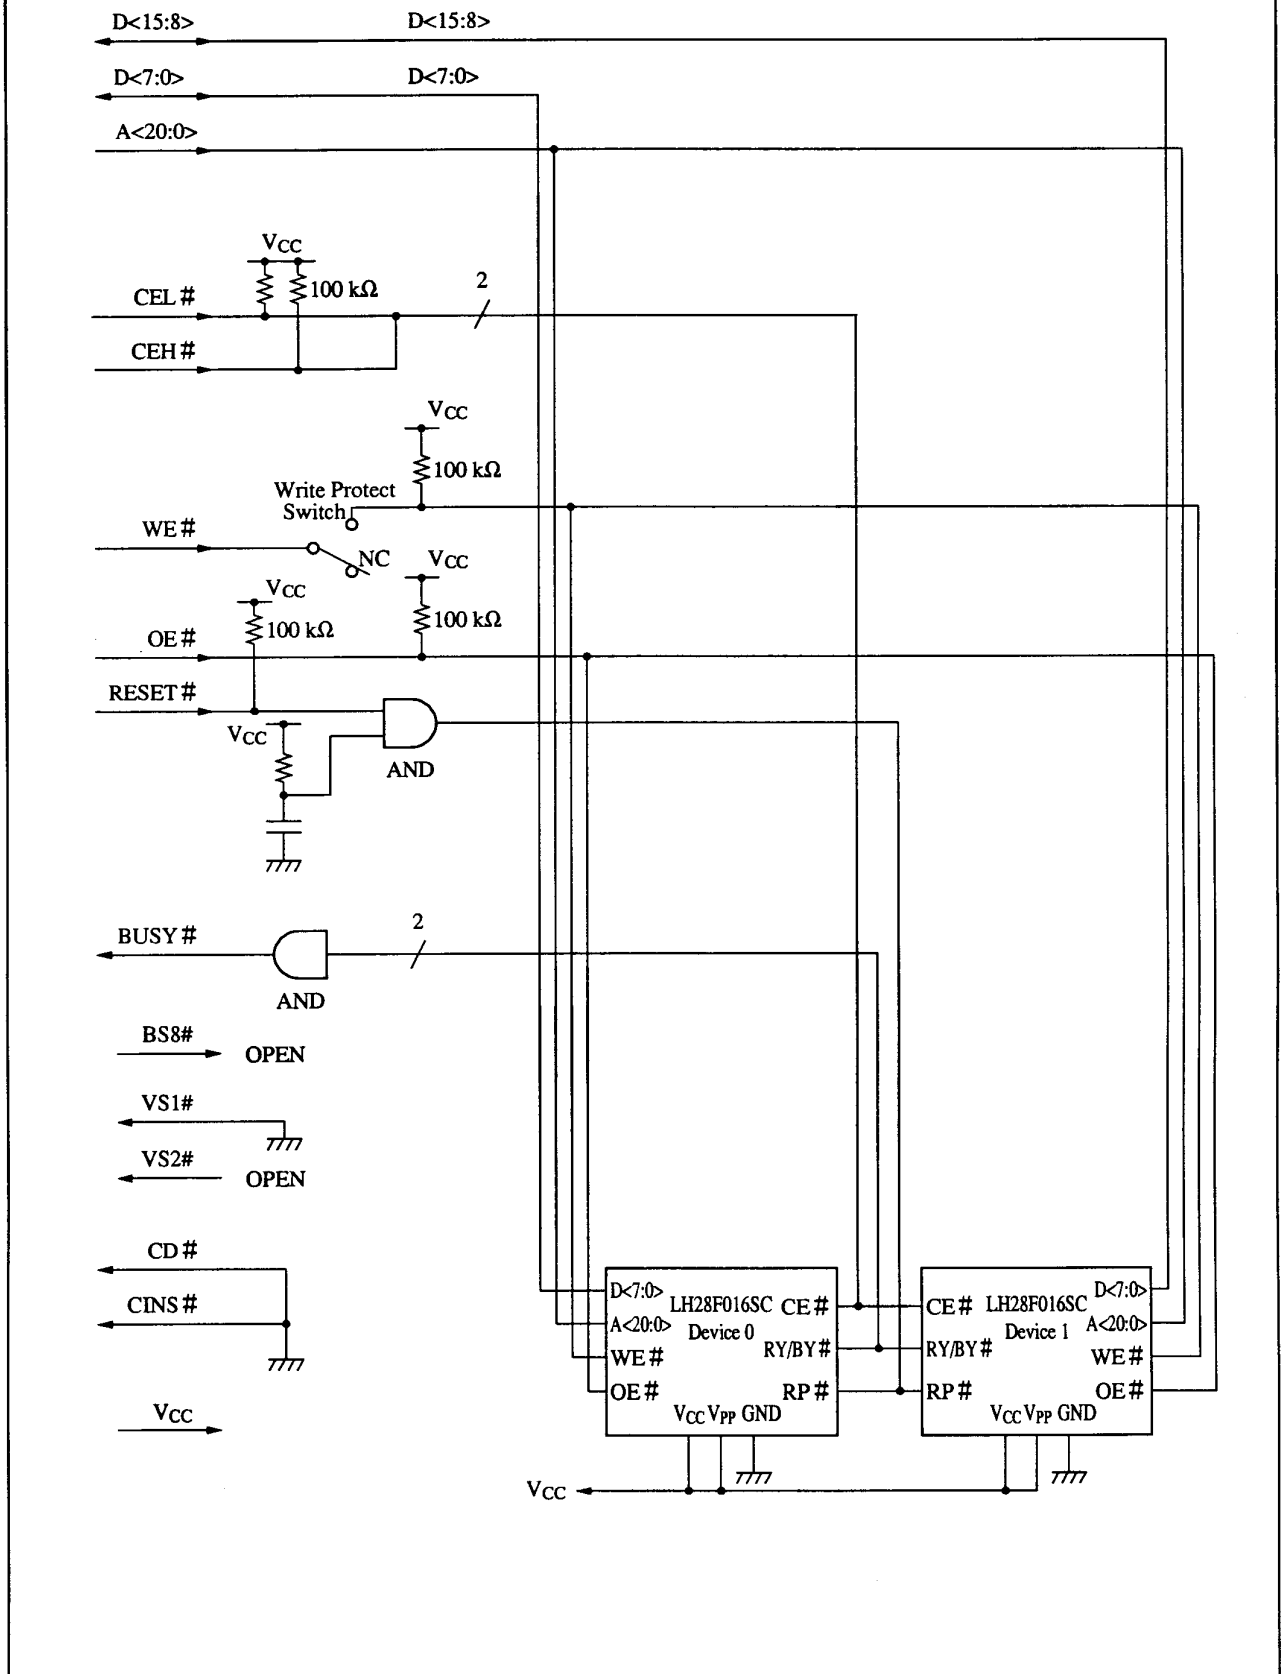 D<15:8> D<15:8>
D<7:0> D<7:0>
A<20:0>
VCC
CEL# 100 kΩ 2
CEH#
VCC
100 kΩ
Write Protect
Switch
WE#
NC VCC
VCC
100 kΩ 100 kΩ
OE#
RESET#
VCC
AND
2
BUSY#
AND
BS8#
OPEN
VS1#
VS2#
OPEN
CD#
CINS#
VCC
D<7:0> LH28F016SC CE# CE# LH28F016SC D<7:0>
A<20:0> Device 0 Device 1 A<20:0>
WE# RY/BY# RY/BY# WE#
OE# RP# RP# OE#
VCC VPP GND VCC VPP GND
VCC